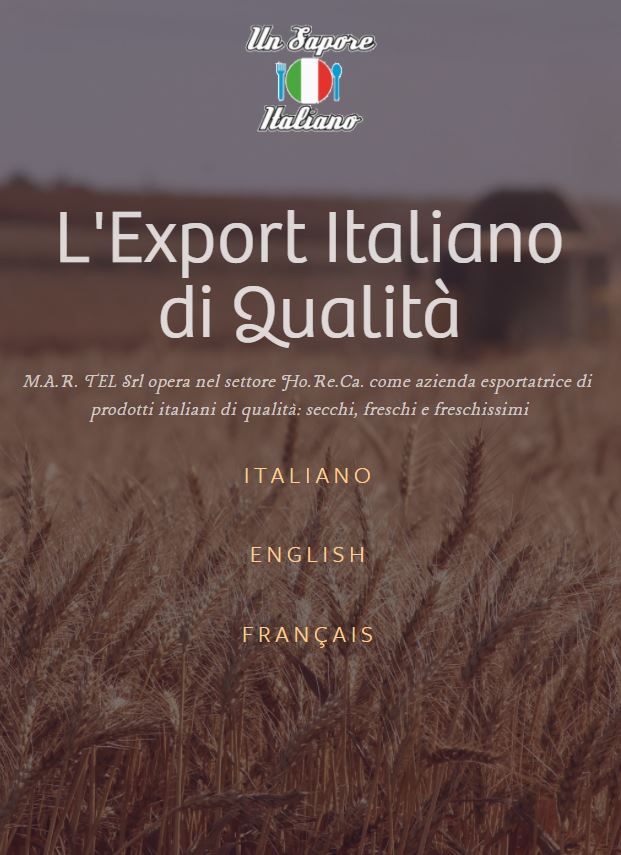 Un Sapore
Italiano
L'Export Italiano
di Qualità
M.A.R. TEL Srl opera nel settore Ho.Re.Ca. come azienda esportatrice di
prodotti italiani di qualità: secchi, freschi e freschissimi
ITALIANO
ENGLISH
FRANÇAIS